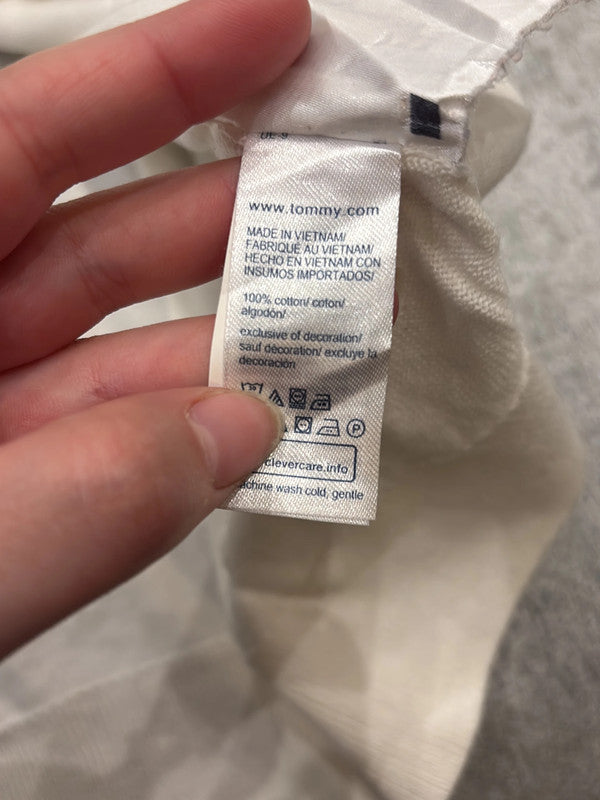 www.tommy.com
MADE IN VIETNAM/
FABRIQUÉ AU VIETNAM/
HECHO EN VIETNAM CON
INSUMOS IMPORTADOS/
100% cotton/ coton/
algodón/
exclusive of decoration/
sauf décoration/ excluye la
decoración
P
clevercare.info
achine wash cold, gentle